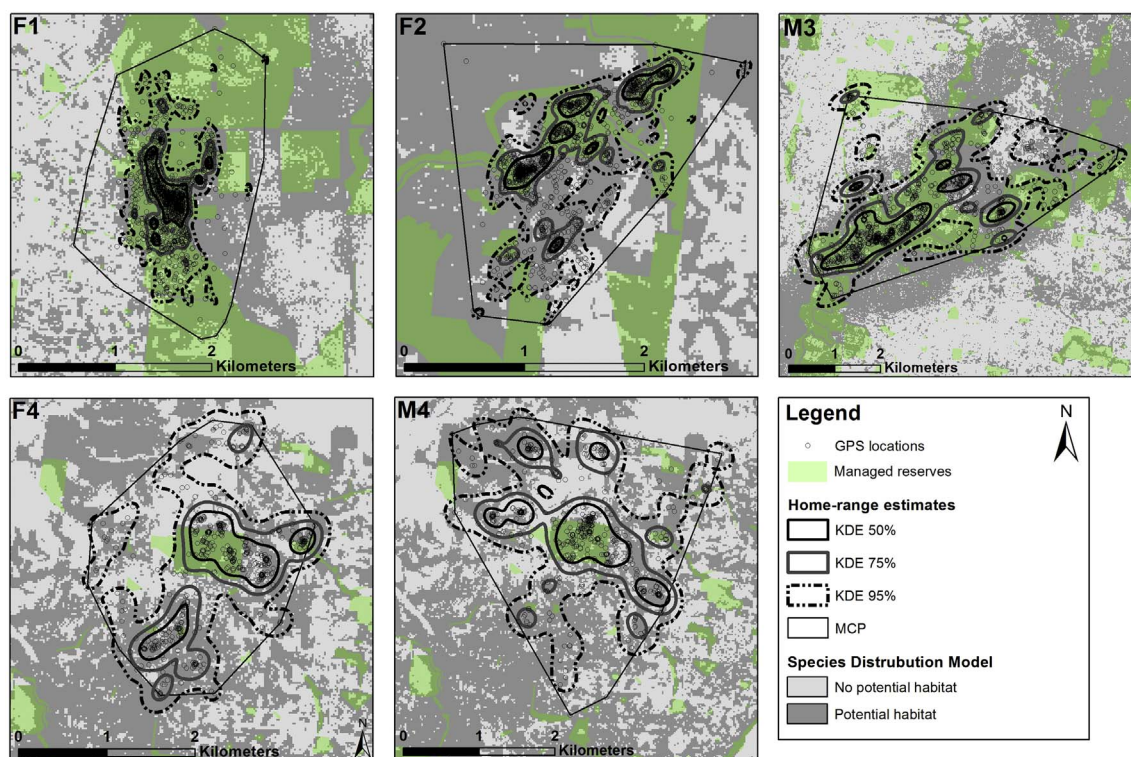 F1
0 1 2
Kilometers
F2
0 1 2
Kilometers
M3
0 1 2
Kilometers
F4
0 1 2
Kilometers
N
M4
0 1 2
Kilometers
Legend
N
GPS locations
Managed reserves
Home-range estimates
KDE 50%
KDE 75%
KDE 95%
MCP
Species Distrubution Model
No potential habitat
Potential habitat